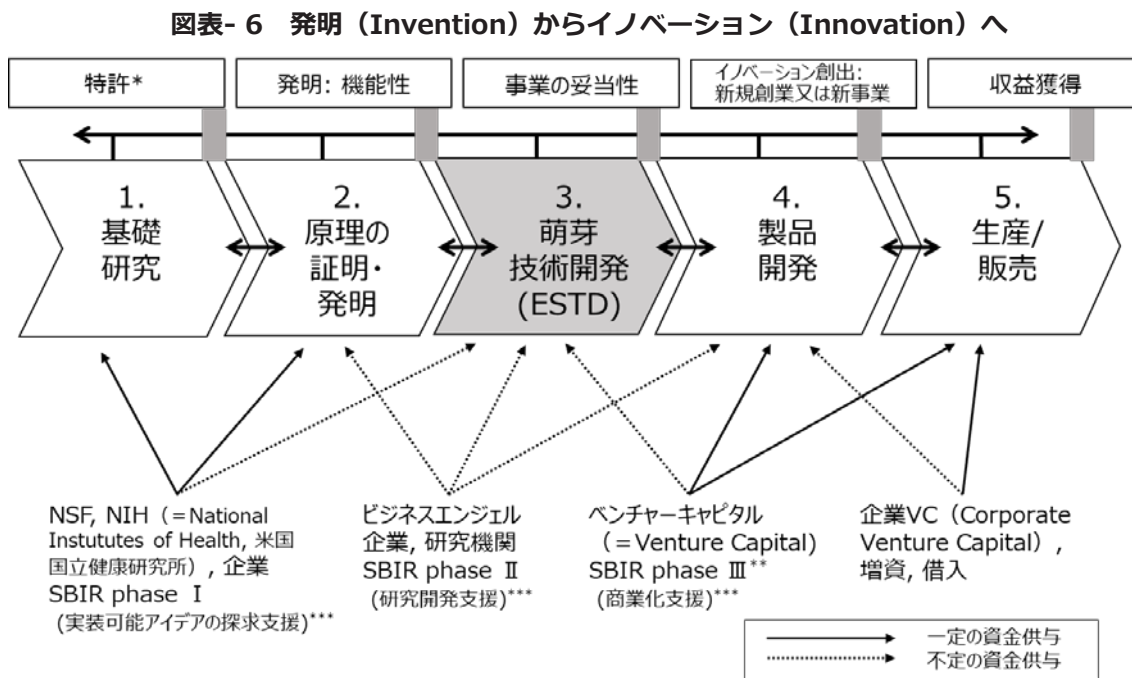 図表- 6 発明（Invention）からイノベーション（Innovation）へ
特許*
発明: 機能性
事業の妥当性
イノベーション創出:
新規創業又は新事業
収益獲得
1.
基礎
研究
2.
原理の
証明・
発明
3.
萌芽
技術開発
(ESTD)
4.
製品
開発
5.
生産/
販売
NSF, NIH（=National
Instututes of Health, 米国
国立健康研究所）, 企業
SBIR phase Ⅰ
(実装可能アイデアの探求支援)***
ビジネスエンジェル
企業, 研究機関
SBIR phase Ⅱ
(研究開発支援)***
ベンチャーキャピタル
（=Venture Capital)
SBIR phase Ⅲ**
(商業化支援)***
企業VC（Corporate
Venture Capital）,
増資, 借入
一定の資金供与
不定の資金供与